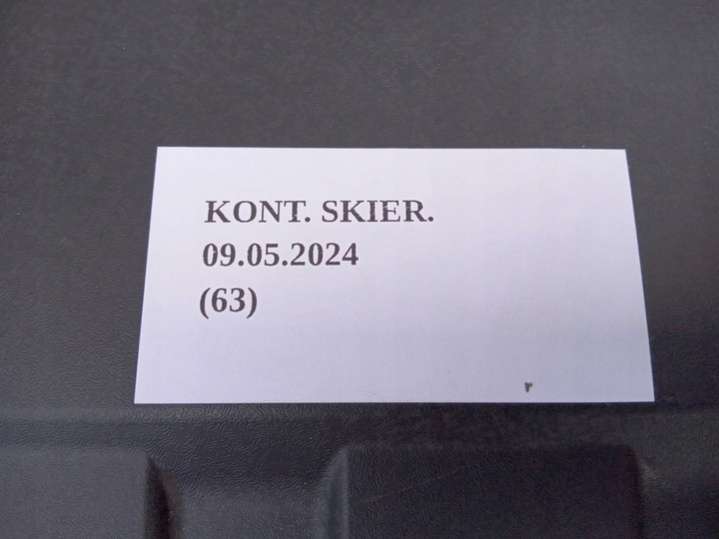 KONT. SKIER.
09.05.2024
(63)
r